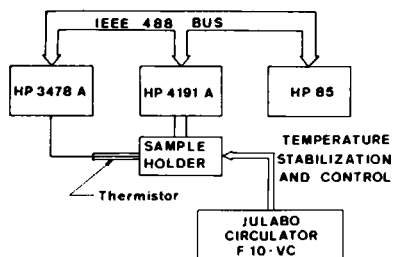 IEEE 488 BUS
HP 3478 A
HP 4191 A
HP 85
SAMPLE
HOLDER
TEMPERATURE
STABILIZATION
AND CONTROL
Thermistor
JULABO
CIRCULATOR
F 10-VC